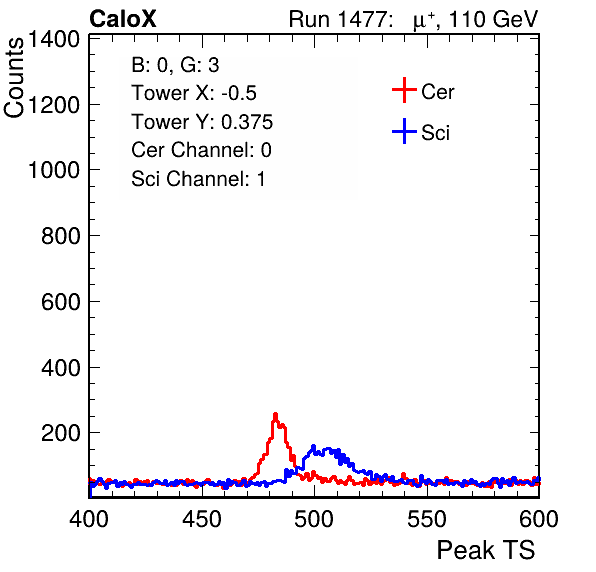 CaloX Run 1477: μ⁺, 110 GeV
Counts
1400
1200
1000
800
600
400
200
B: 0, G: 3
Tower X: -0.5
Tower Y: 0.375
Cer Channel: 0
Sci Channel: 1
Cer
Sci
400 450 500 550 600
Peak TS